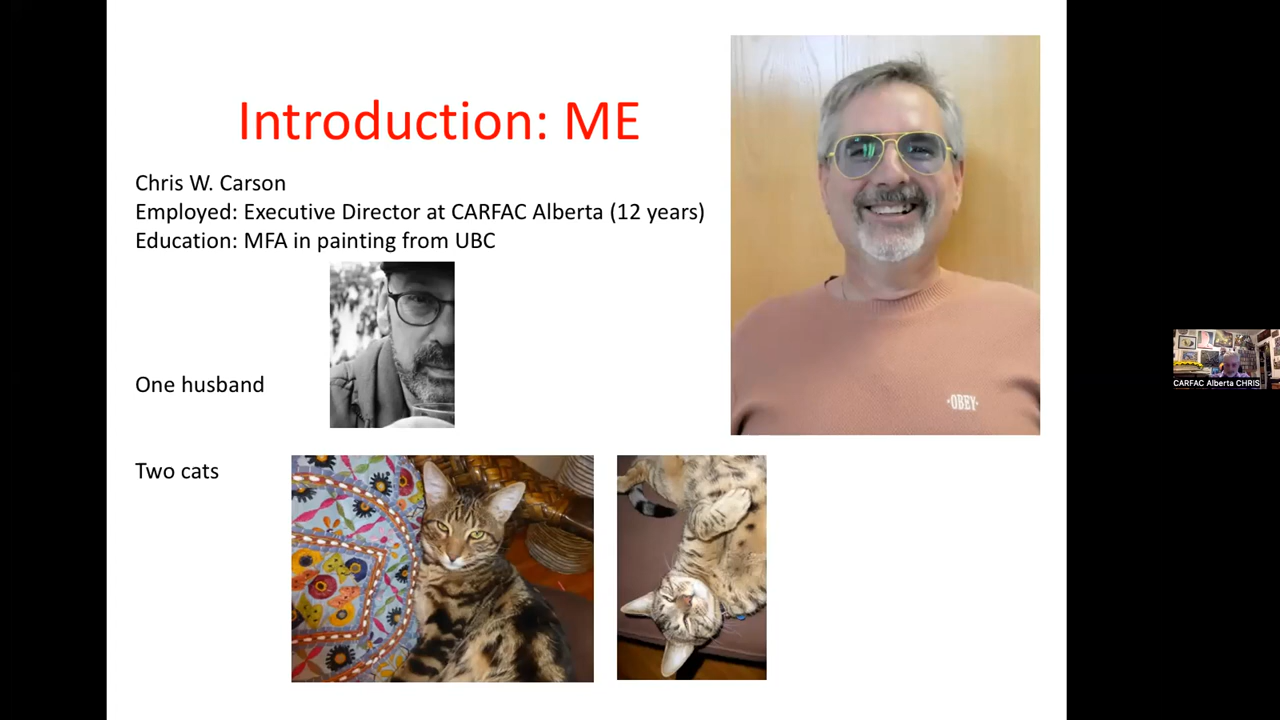 Introduction: ME
Chris W. Carson
Employed: Executive Director at CARFAC Alberta (12 years)
Education: MFA in painting from UBC
One husband
Two cats
·OBEY·
CARFAC Alberta CHRIS